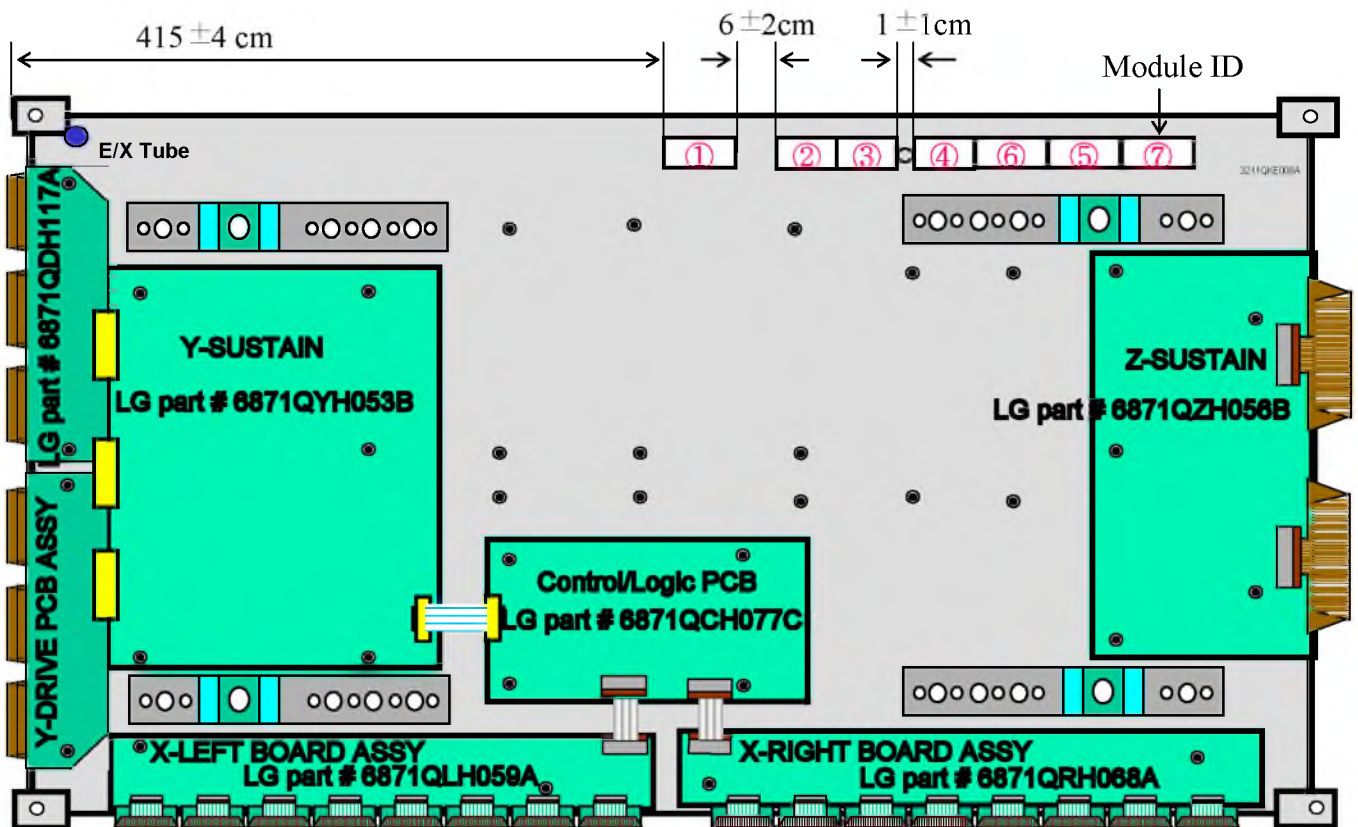 415 ±4 cm
6 ±2cm
1 ±1cm
Module ID
E/X Tube
① ② ③ ④ ⑥ ⑤ ⑦
3211QKE008A
LG part # 6871QDH117A
Y-SUSTAIN
LG part # 6871QYH053B
Z-SUSTAIN
LG part # 6871QZH056B
Y-DRIVE PCB ASSY
Control/Logic PCB
LG part # 6871QCH077C
X-LEFT BOARD ASSY
LG part # 6871QLH059A
X-RIGHT BOARD ASSY
LG part # 6871QRH068A